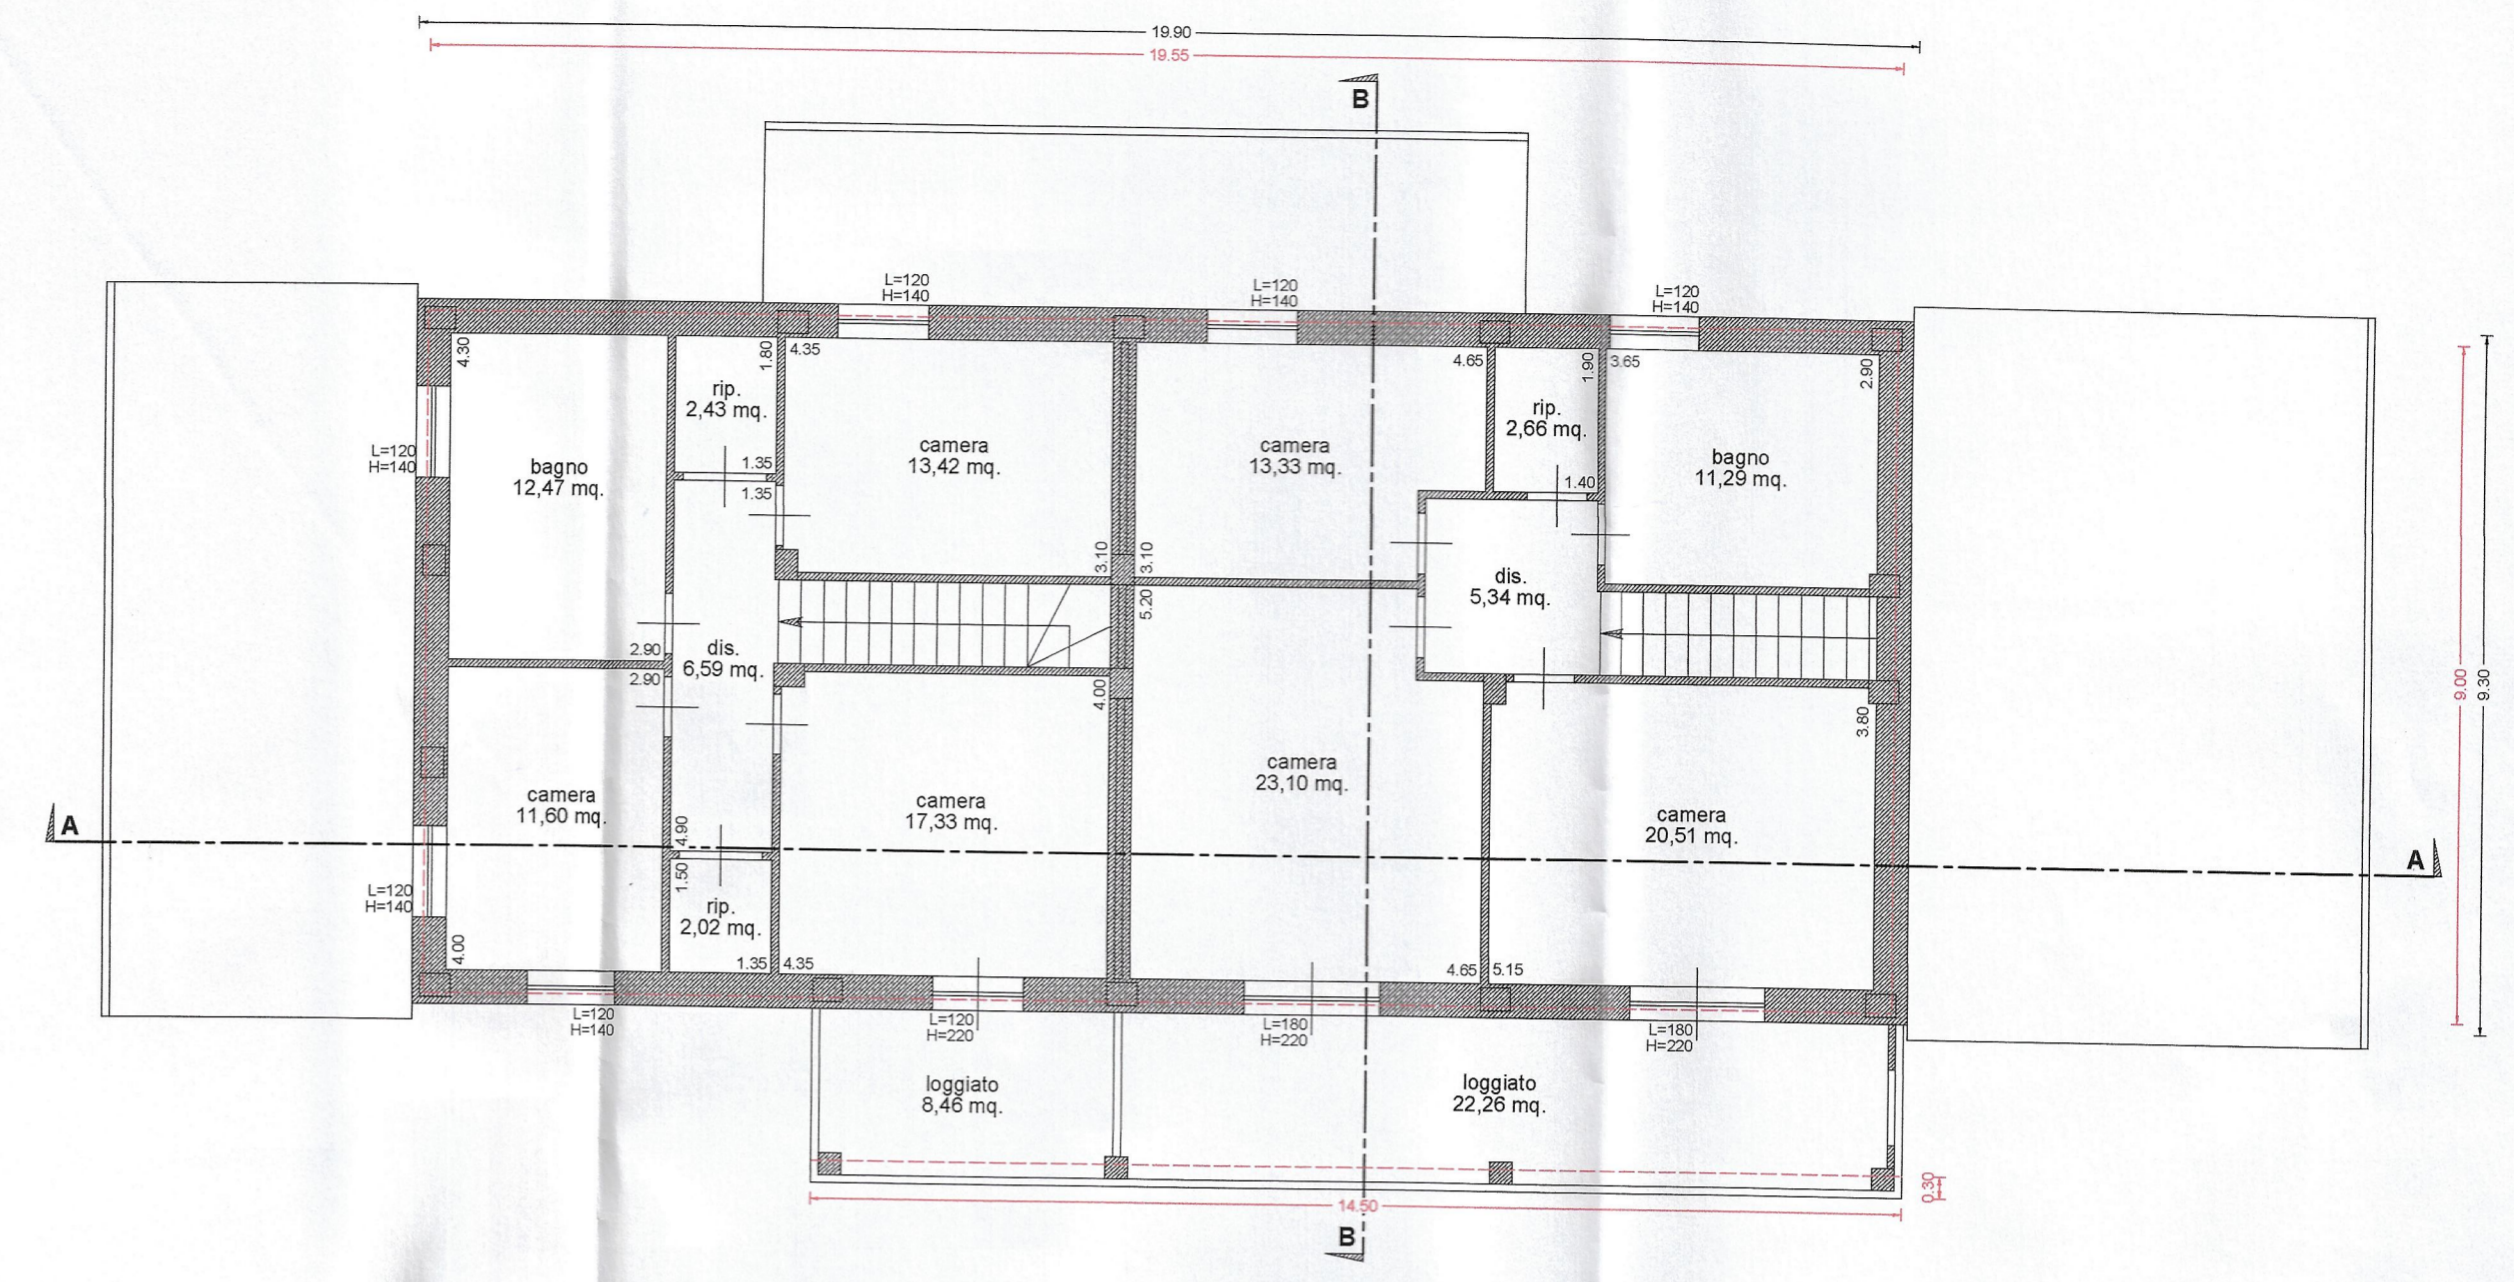 19.90
19.55
B
L=120
H=140
L=120
H=140
L=120
H=140
4.30
1.80
4.35
4.65
1.90
3.65
2.90
rip.
2,43 mq.
rip.
2,66 mq.
L=120
H=140
bagno
12,47 mq.
camera
13,42 mq.
camera
13,33 mq.
bagno
11,29 mq.
1.35
1.35
1.40
3.10
3.10
5.20
dis.
5,34 mq.
2.90
2.90
dis.
6,59 mq.
4.00
3.80
9.00
9.30
camera
11,60 mq.
camera
17,33 mq.
camera
23,10 mq.
camera
20,51 mq.
A
A
4.90
1.50
L=120
H=140
rip.
2,02 mq.
4.00
1.35
4.35
4.65
5.15
L=120
H=140
L=120
H=220
L=180
H=220
L=180
H=220
loggiato
8,46 mq.
loggiato
22,26 mq.
0.30
14.50
B